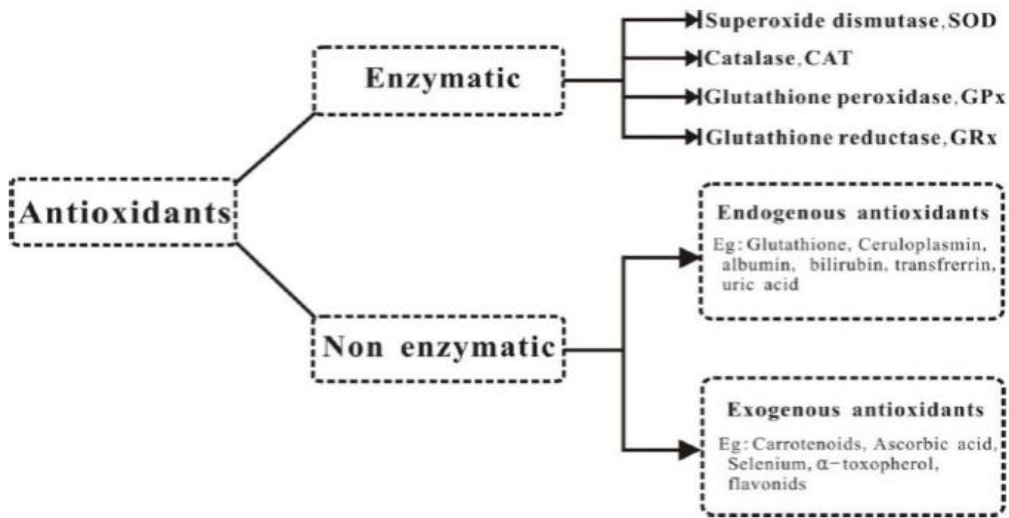 Antioxidants
Enzymatic
Superoxide dismutase,SOD
Catalase,CAT
Glutathione peroxidase,GPx
Glutathione reductase,GRx
Non enzymatic
Endogenous antioxidants
Eg:Glutathione, Ceruloplasmin,
albumin, bilirubin, transfrerrin,
uric acid
Exogenous antioxidants
Eg:Carrotenoids, Ascorbic acid,
Selenium, α-toxopherol,
flavonids